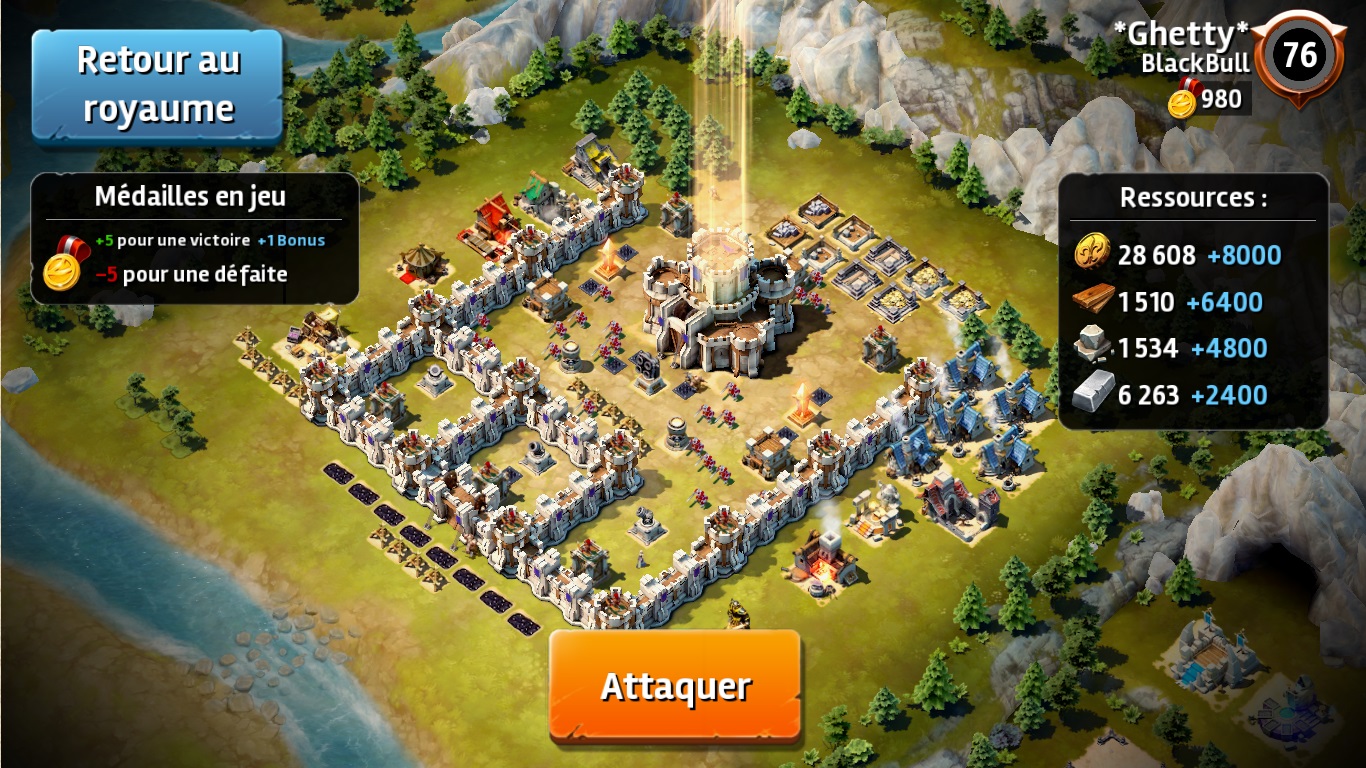 Retour au
royaume
Médailles en jeu
+5 pour une victoire +1 Bonus
-5 pour une défaite
*Ghetty*
BlackBull
980
76
Ressources :
28 608 +8000
1 510 +6400
1 534 +4800
6 263 +2400
Attaquer